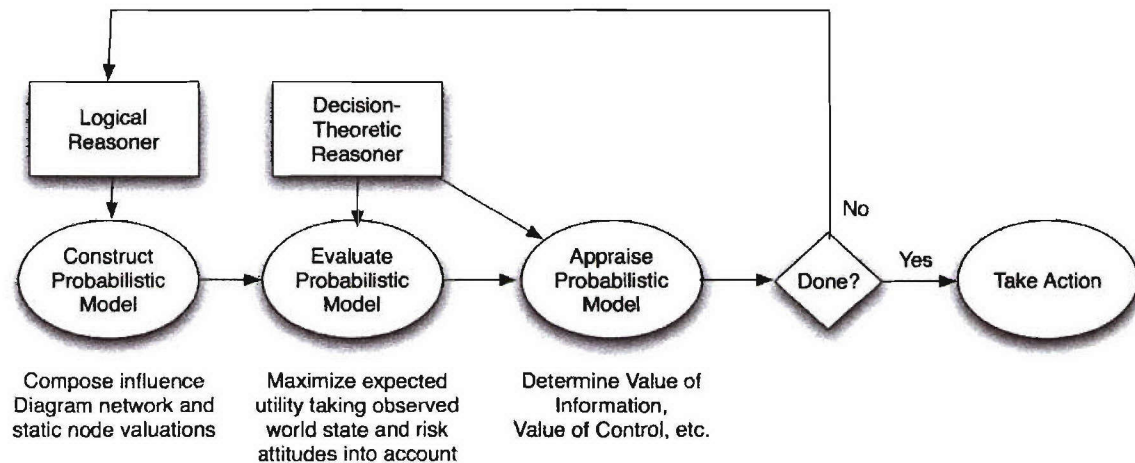 Logical
Reasoner
Decision-
Theoretic
Reasoner
No
Construct
Probabilistic
Model
Evaluate
Probabilistic
Model
Appraise
Probabilistic
Model
Done?
Yes
Take Action
Compose influence
Diagram network and
static node valuations
Maximize expected
utility taking observed
world state and risk
attitudes into account
Determine Value of
Information,
Value of Control, etc.